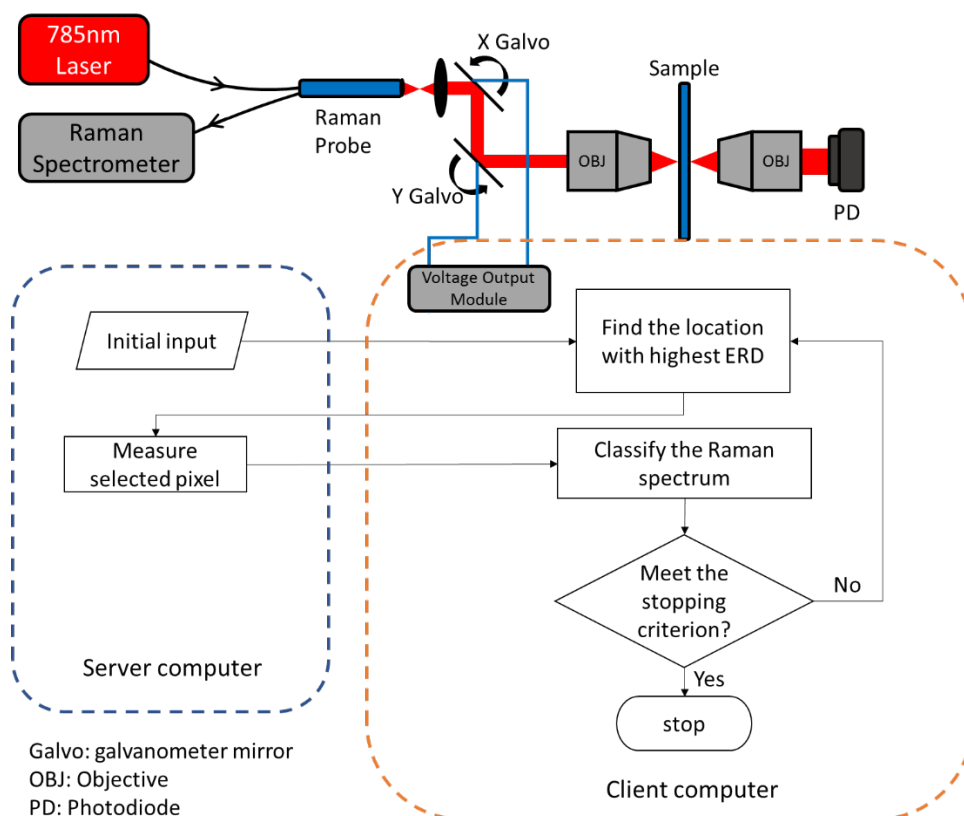 785nm
Laser
Raman
Spectrometer
Raman
Probe
X Galvo
Y Galvo
OBJ
Sample
OBJ
PD
Voltage Output
Module
Initial input
Find the location
with highest ERD
Measure
selected pixel
Classify the Raman
spectrum
Meet the
stopping
criterion?
No
Yes
stop
Server computer
Client computer
Galvo: galvanometer mirror
OBJ: Objective
PD: Photodiode